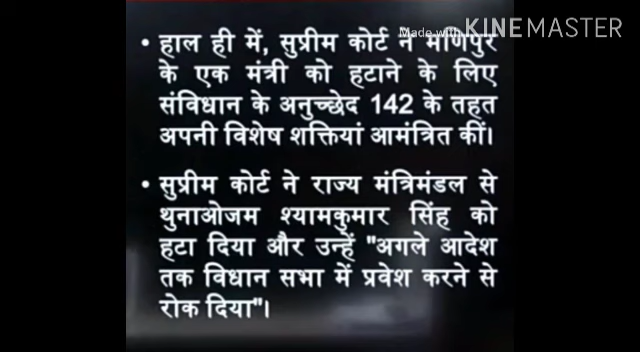 Made with KINEMASTER
• हाल ही में, सुप्रीम कोर्ट ने मणिपुर
के एक मंत्री को हटाने के लिए
संविधान के अनुच्छेद 142 के तहत
अपनी विशेष शक्तियां आमंत्रित कीं।
• सुप्रीम कोर्ट ने राज्य मंत्रिमंडल से
थुनाओजम श्यामकुमार सिंह को
हटा दिया और उन्हें "अगले आदेश
तक विधान सभा में प्रवेश करने से
रोक दिया"।